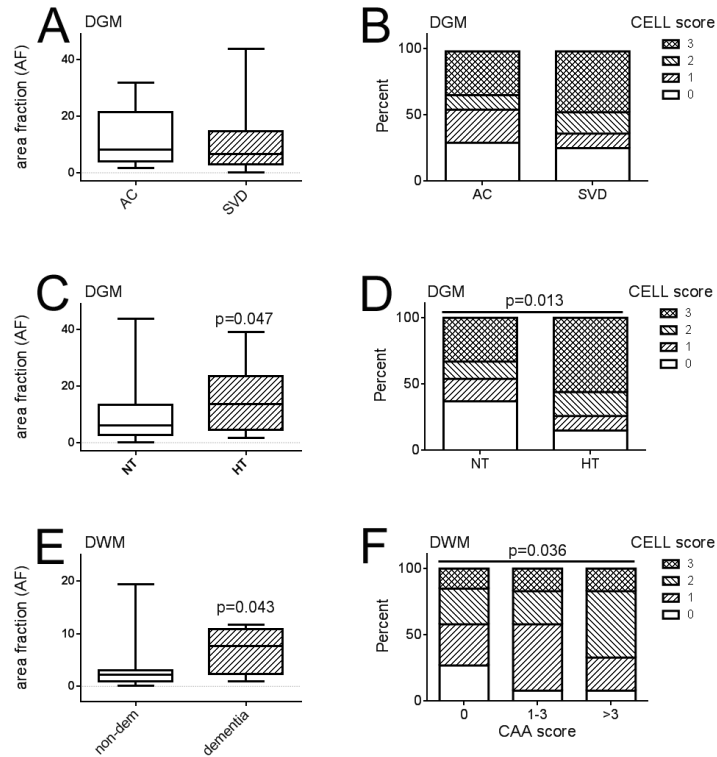 A
DGM
area fraction (AF)
40
20
0
AC
SVD
B
DGM
CELL score
3
2
1
0
Percent
100
50
0
AC
SVD
C
DGM
area fraction (AF)
40
20
0
p=0.047
NT
HT
D
DGM
CELL score
3
2
1
0
p=0.013
Percent
100
50
0
NT
HT
E
DWM
area fraction (AF)
20
10
0
p=0.043
non-dem
dementia
F
DWM
CELL score
3
2
1
0
p=0.036
Percent
100
50
0
0
1-3
>3
CAA score